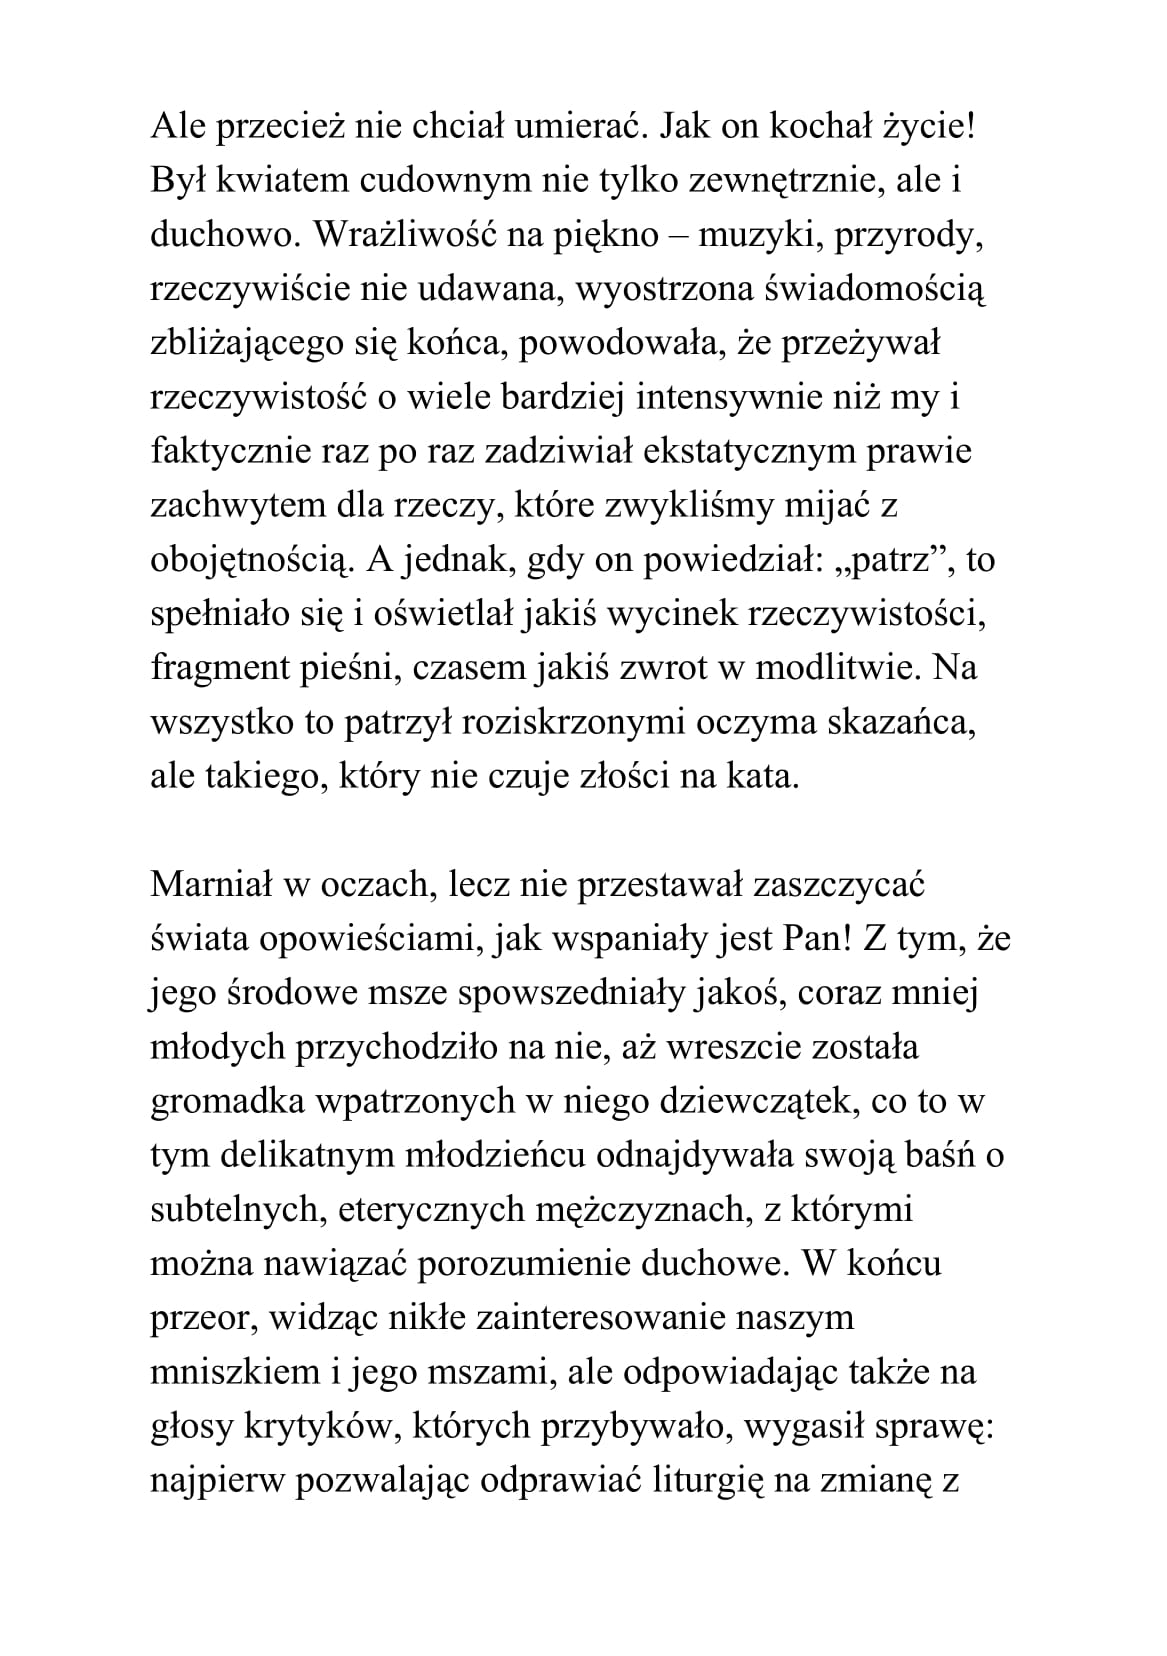 Ale przecież nie chciał umierać. Jak on kochał życie!
Był kwiatem cudownym nie tylko zewnętrznie, ale i
duchowo. Wrażliwość na piękno – muzyki, przyrody,
rzeczywiście nie udawana, wyostrzona świadomością
zbliżającego się końca, powodowała, że przeżywał
rzeczywistość o wiele bardziej intensywnie niż my i
faktycznie raz po raz zadziwiał ekstatycznym prawie
zachwytem dla rzeczy, które zwykliśmy mijać z
obojętnością. A jednak, gdy on powiedział: „patrz”, to
spełniało się i oświetlał jakiś wycinek rzeczywistości,
fragment pieśni, czasem jakiś zwrot w modlitwie. Na
wszystko to patrzył roziskrzonymi oczyma skazańca,
ale takiego, który nie czuje złości na kata.
Marniał w oczach, lecz nie przestawał zaszczycać
świata opowieściami, jak wspaniały jest Pan! Z tym, że
jego środowe msze spowszedniały jakoś, coraz mniej
młodych przychodziło na nie, aż wreszcie została
gromadka wpatrzonych w niego dziewczątek, co to w
tym delikatnym młodzieńcu odnajdywała swoją baśń o
subtelnych, eterycznych mężczyznach, z którymi
można nawiązać porozumienie duchowe. W końcu
przeor, widząc nikłe zainteresowanie naszym
mniszkiem i jego mszami, ale odpowiadając także na
głosy krytyków, których przybywało, wygasił sprawę:
najpierw pozwalając odprawiać liturgię na zmianę z